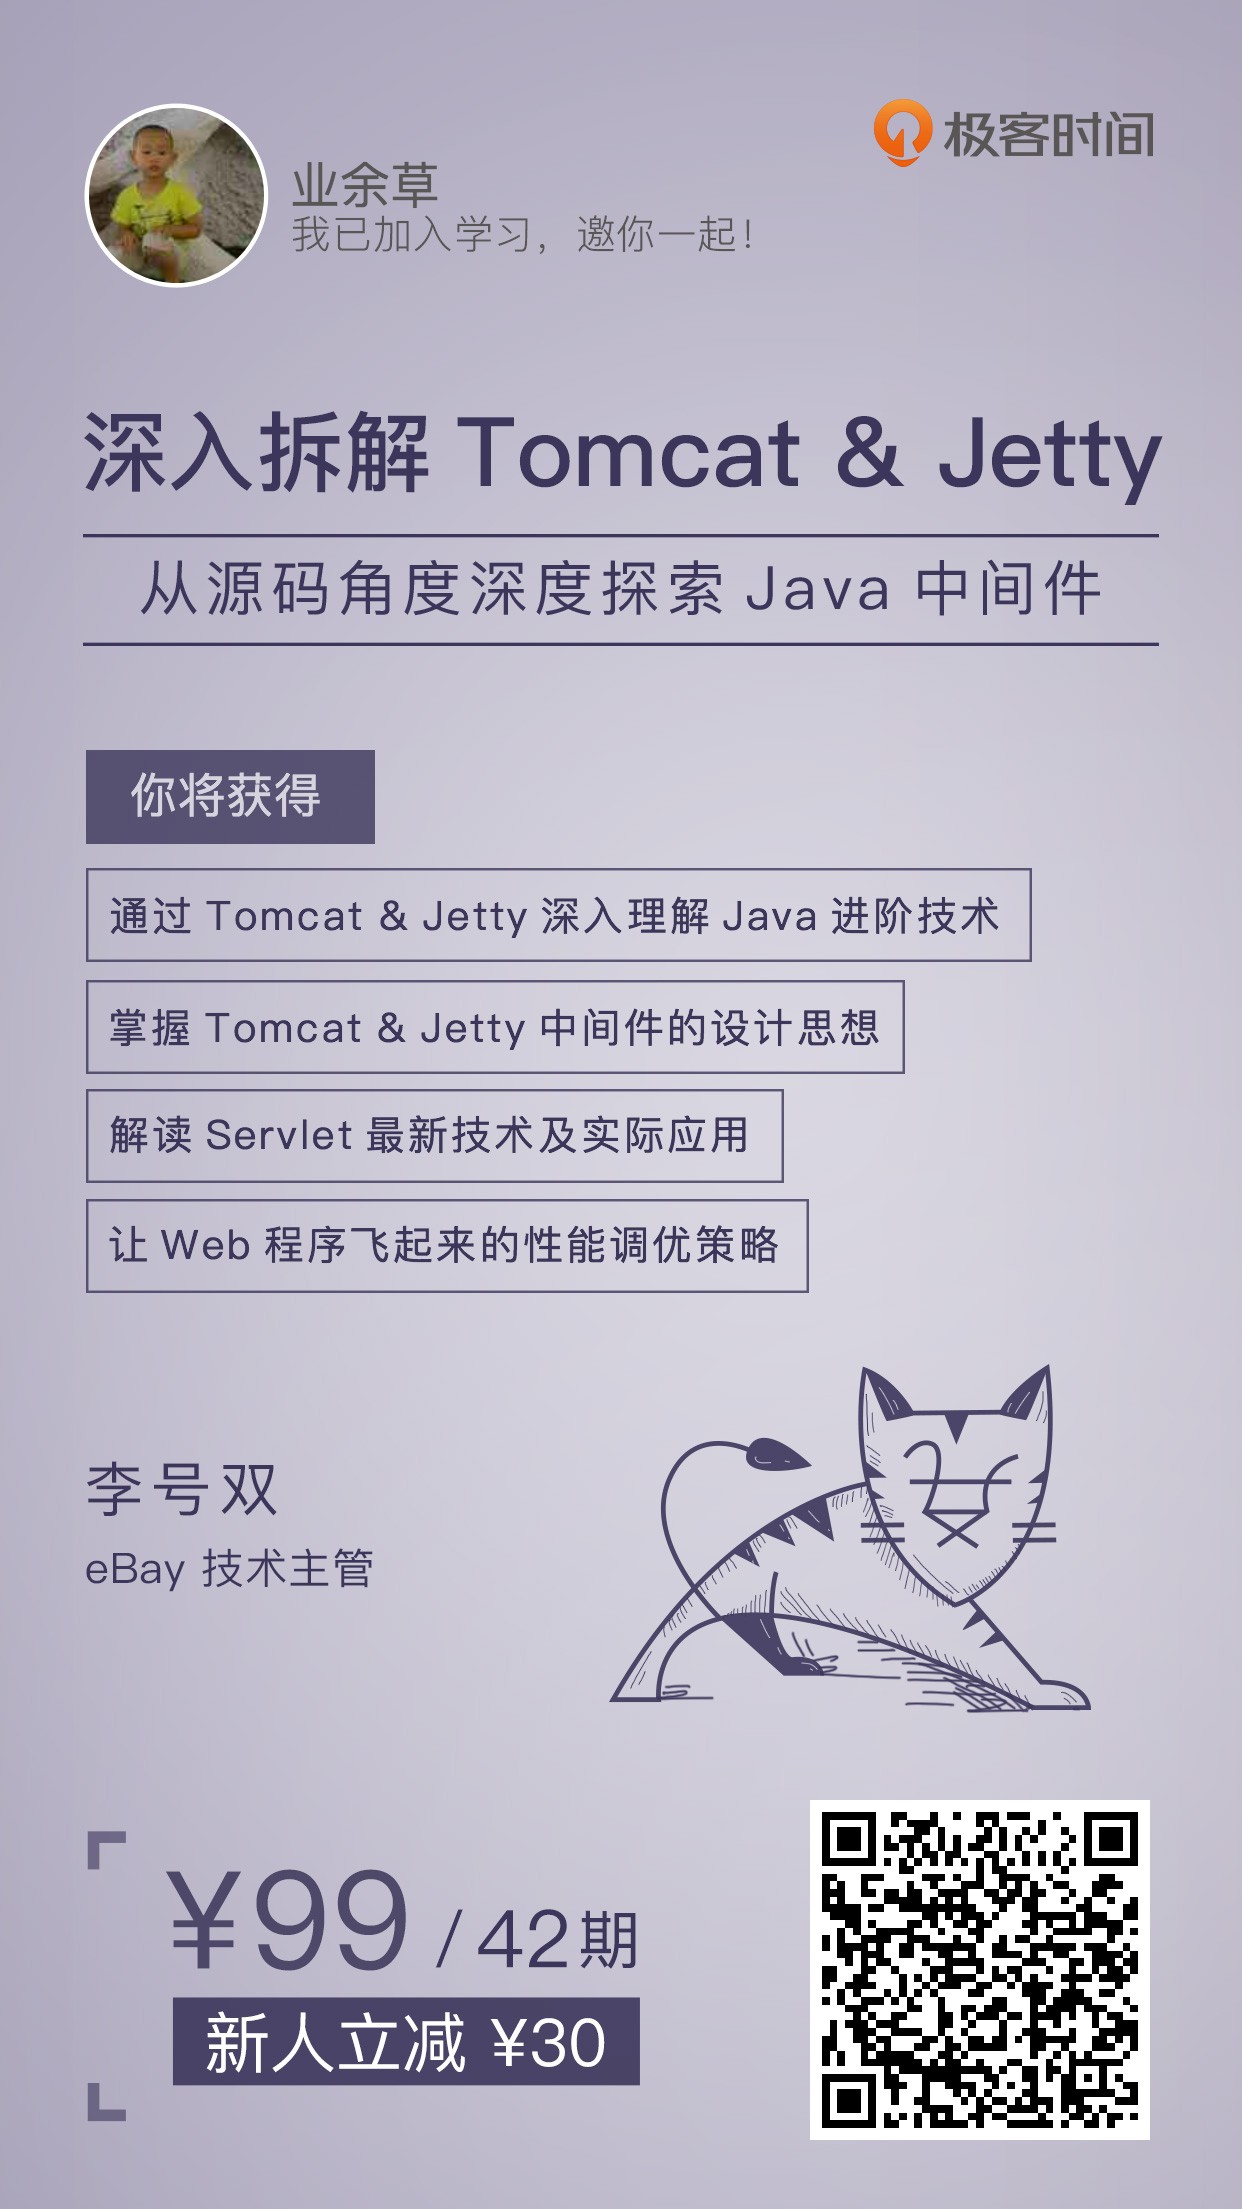 极客时间
业余草
我已加入学习，邀你一起！
深入拆解 Tomcat & Jetty
从源码角度深度探索 Java 中间件
你将获得
通过 Tomcat & Jetty 深入理解 Java 进阶技术
掌握 Tomcat & Jetty 中间件的设计思想
解读 Servlet 最新技术及实际应用
让 Web 程序飞起来的性能调优策略
李号双
eBay 技术主管
¥99 / 42期
新人立减 ¥30